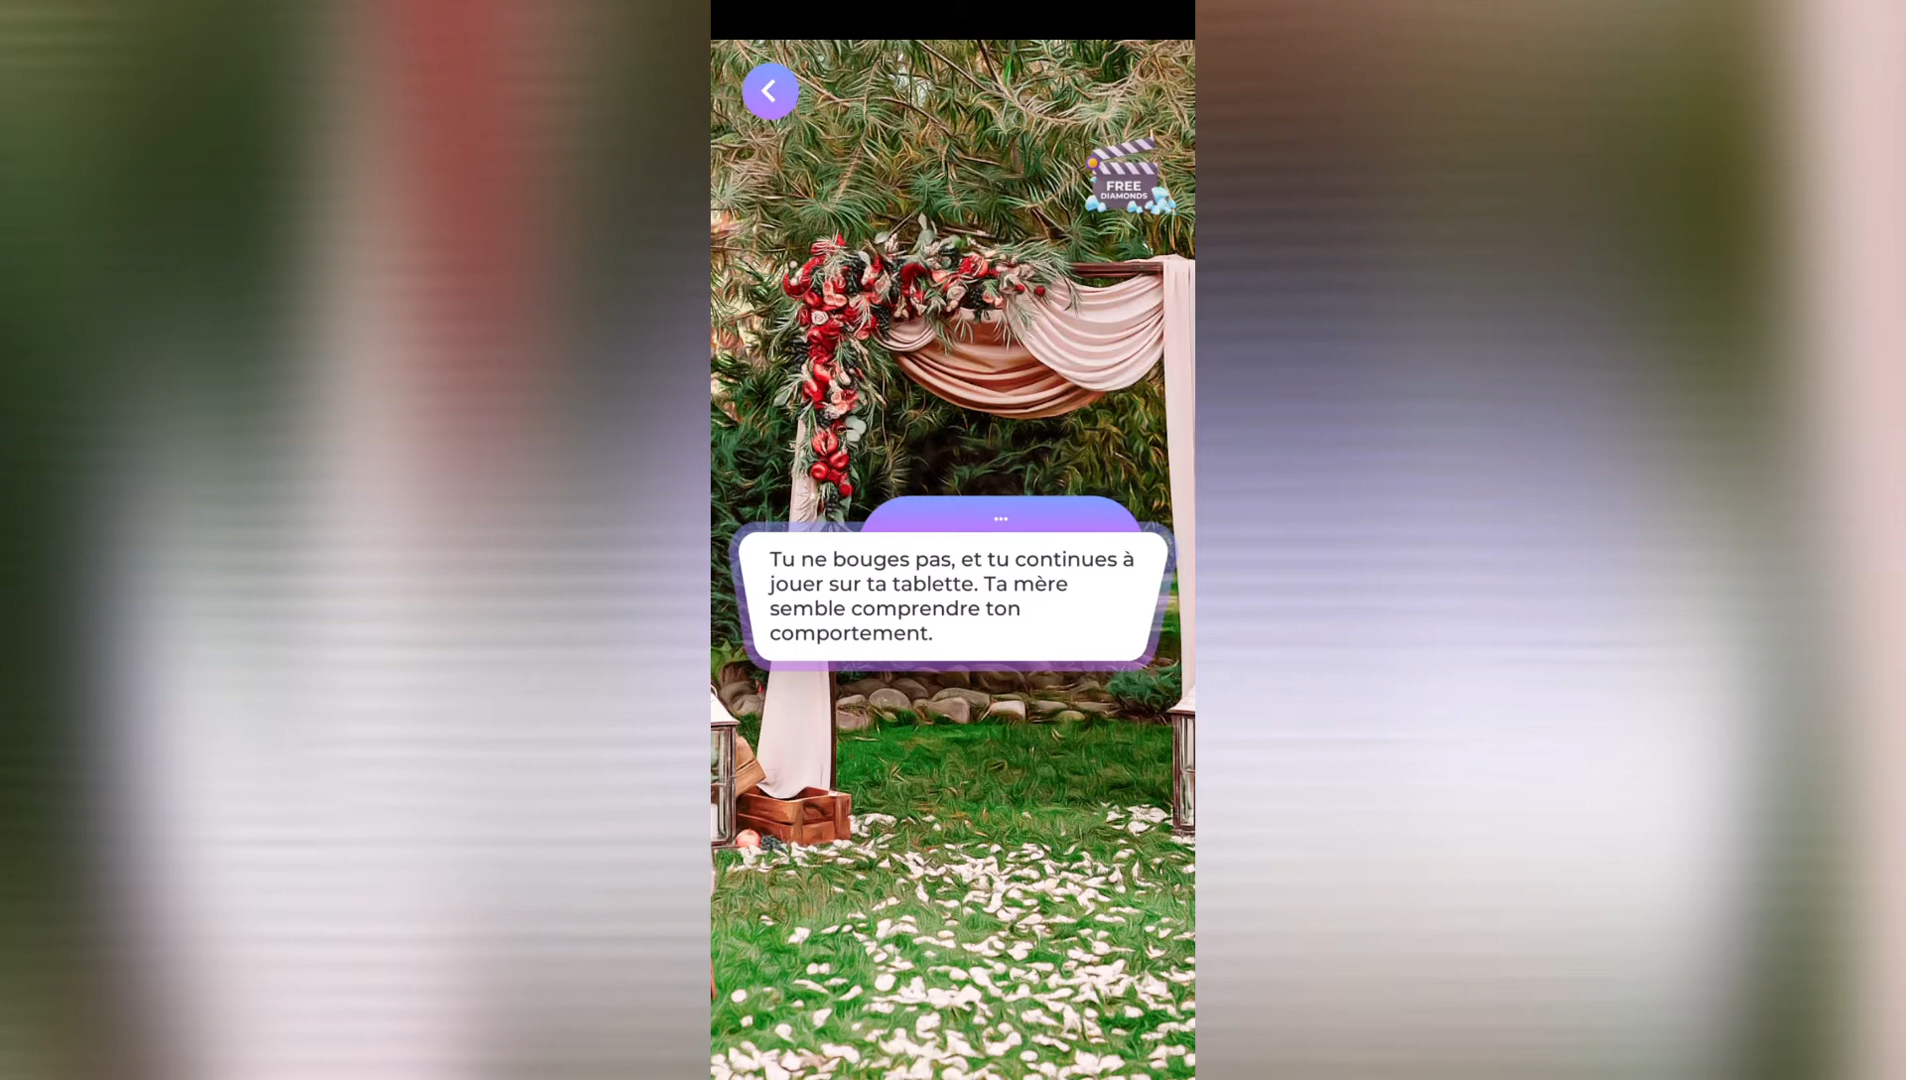 FREE
DIAMONDS
...
Tu ne bouges pas, et tu continues à
jouer sur ta tablette. Ta mère
semble comprendre ton
comportement.